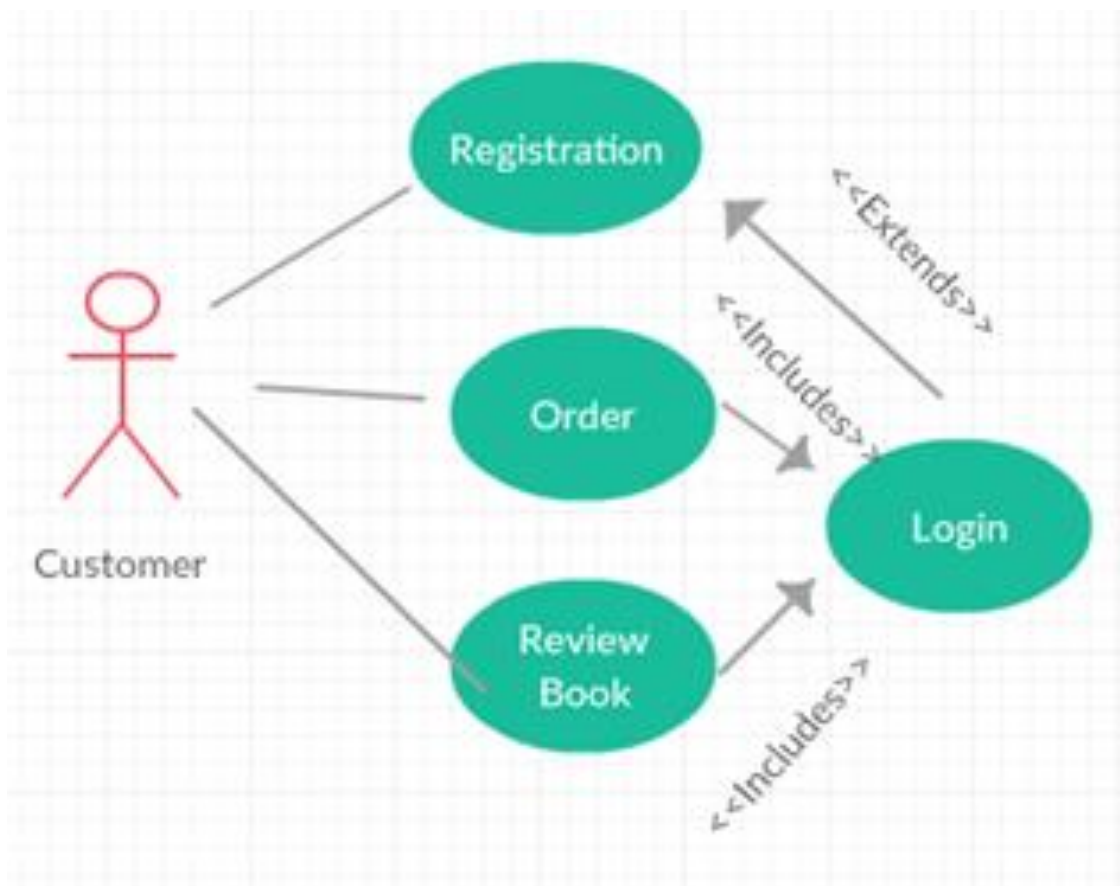 Registration
<<Extends>>
<<Includes>>
Order
Login
Customer
Review
Book
<<Includes>>